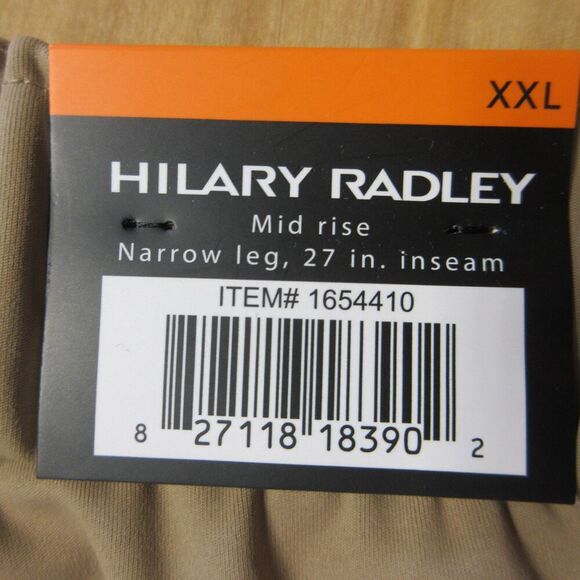 XXL
HILARY RADLEY
Mid rise
Narrow leg, 27 in. inseam
ITEM# 1654410
8 27118 18390 2